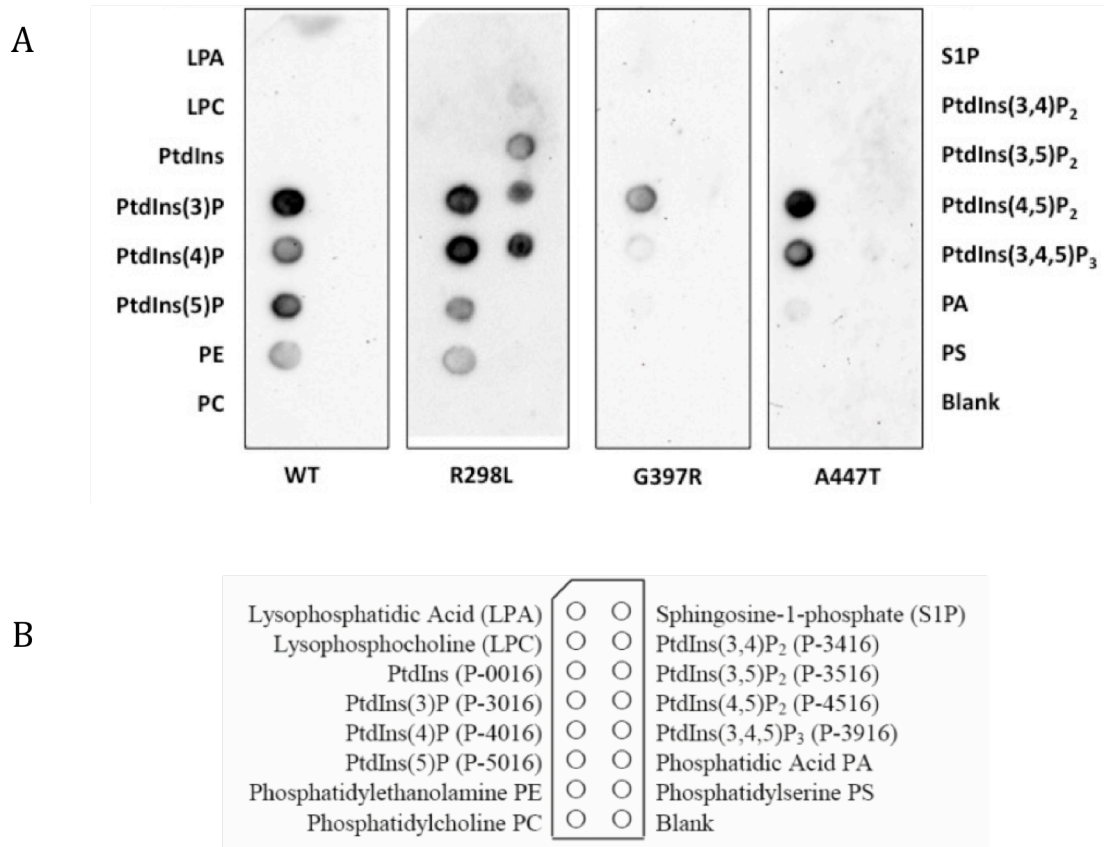 A
LPA
LPC
PtdIns
PtdIns(3)P
PtdIns(4)P
PtdIns(5)P
PE
PC
S1P
PtdIns(3,4)P₂
PtdIns(3,5)P₂
PtdIns(4,5)P₂
PtdIns(3,4,5)P₃
PA
PS
Blank
WT R298L G397R A447T
B
Lysophosphatidic Acid (LPA)
Lysophosphocholine (LPC)
PtdIns (P-0016)
PtdIns(3)P (P-3016)
PtdIns(4)P (P-4016)
PtdIns(5)P (P-5016)
Phosphatidylethanolamine PE
Phosphatidylcholine PC
Sphingosine-1-phosphate (S1P)
PtdIns(3,4)P₂ (P-3416)
PtdIns(3,5)P₂ (P-3516)
PtdIns(4,5)P₂ (P-4516)
PtdIns(3,4,5)P₃ (P-3916)
Phosphatidic Acid PA
Phosphatidylserine PS
Blank